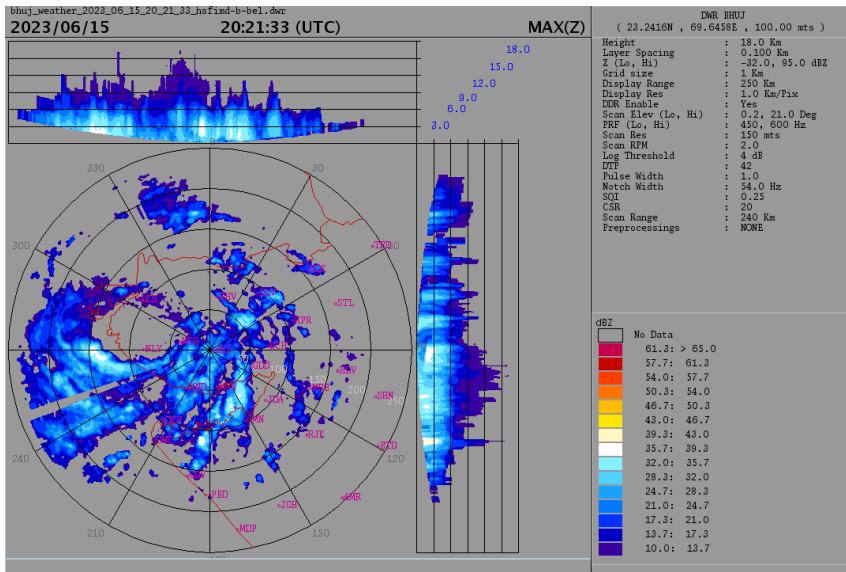 bhuj_weather_2023_06_15_20_21_33_hsfimd-b-bel.dwr
2023/06/15 20:21:33 (UTC) MAX(Z)
18.0
15.0
12.0
9.0
6.0
3.0
DWR BHUJ
( 23.2416N , 69.6458E , 100.00 mts )
Height : 18.0 Km
Layer Spacing : 0.100 Km
Z (Lo, Hi) : -32.0, 95.0 dBZ
Grid size : 1 Km
Display Range : 250 Km
Display Res : 1.0 Km/Pix
DDR Enable : Yes
Scan Elev (Lo, Hi) : 0.2, 21.0 Deg
PRF (Lo, Hi) : 450, 600 Hz
Scan Res : 150 mts
Scan RPM : 2.0
Log Threshold : 4 dB
DTP : 42
Pulse Width : 1.0
Notch Width : 54.0 Hz
SQI : 0.25
CSR : 20
Scan Range : 240 Km
Preprocessings : NONE
330
30
300
60
STL
NLY
GDD
100
150
200
250
SRN
JDA
RJK
RTD
240
120
PBD
JGH
AMR
MDP
210
150
dBZ
No Data
61.3: > 65.0
57.7: 61.3
54.0: 57.7
50.3: 54.0
46.7: 50.3
43.0: 46.7
39.3: 43.0
35.7: 39.3
32.0: 35.7
28.3: 32.0
24.7: 28.3
21.0: 24.7
17.3: 21.0
13.7: 17.3
10.0: 13.7